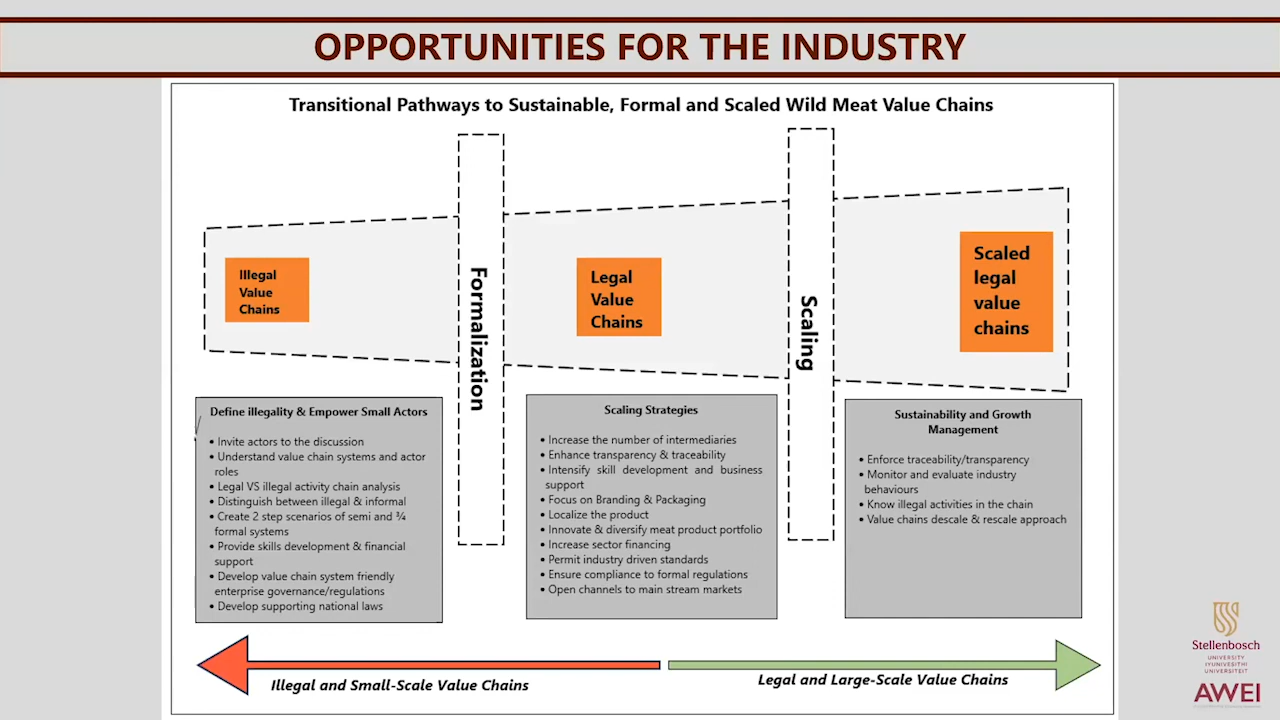 OPPORTUNITIES FOR THE INDUSTRY
Transitional Pathways to Sustainable, Formal and Scaled Wild Meat Value Chains
Illegal
Value
Chains
Formalization
Legal
Value
Chains
Scaling
Scaled
legal
value
chains
Define illegality & Empower Small Actors
• Invite actors to the discussion
• Understand value chain systems and actor
roles
• Legal VS illegal activity chain analysis
• Distinguish between illegal & informal
• Create 2 step scenarios of semi and ¾
formal systems
• Provide skills development & financial
support
• Develop value chain system friendly
enterprise governance/regulations
• Develop supporting national laws
Scaling Strategies
• Increase the number of intermediaries
• Enhance transparency & traceability
• Intensify skill development and business
support
• Focus on Branding & Packaging
• Localize the product
• Innovate & diversify meat product portfolio
• Increase sector financing
• Permit industry driven standards
• Ensure compliance to formal regulations
• Open channels to main stream markets
Sustainability and Growth
Management
• Enforce traceability/transparency
• Monitor and evaluate industry
behaviours
• Know illegal activities in the chain
• Value chains descale & rescale approach
Illegal and Small-Scale Value Chains
Legal and Large-Scale Value Chains
Stellenbosch
UNIVERSITY
IYUNIVESITHI
UNIVERSITEIT
AWEI